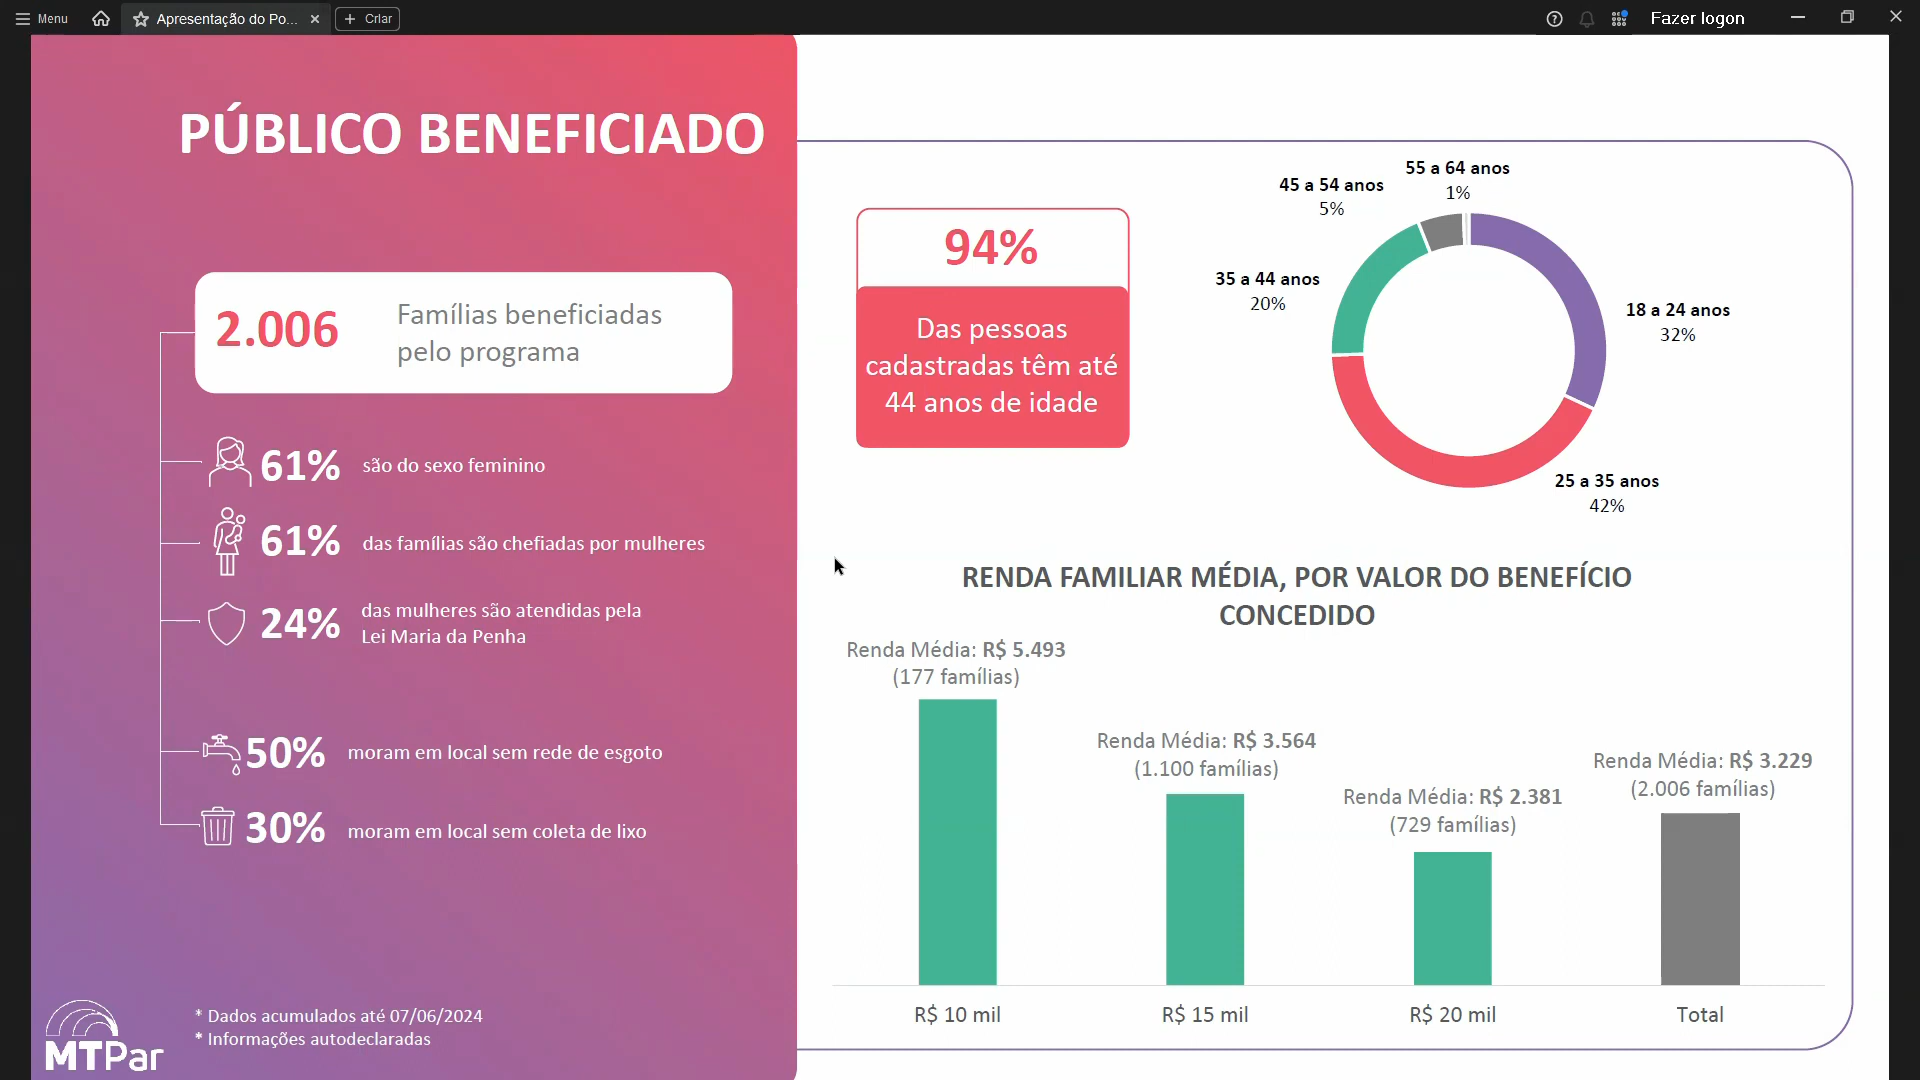 Menu
Apresentação do Po...
Criar
Fazer logon
PÚBLICO BENEFICIADO
2.006
Famílias beneficiadas
pelo programa
61% são do sexo feminino
61% das famílias são chefiadas por mulheres
24% das mulheres são atendidas pela
Lei Maria da Penha
50% moram em local sem rede de esgoto
30% moram em local sem coleta de lixo
* Dados acumulados até 07/06/2024
* Informações autodeclaradas
MTPar
94%
Das pessoas
cadastradas têm até
44 anos de idade
55 a 64 anos
1%
45 a 54 anos
5%
35 a 44 anos
20%
18 a 24 anos
32%
25 a 35 anos
42%
RENDA FAMILIAR MÉDIA, POR VALOR DO BENEFÍCIO
CONCEDIDO
Renda Média: R$ 5.493
(177 famílias)
Renda Média: R$ 3.564
(1.100 famílias)
Renda Média: R$ 2.381
(729 famílias)
Renda Média: R$ 3.229
(2.006 famílias)
R$ 10 mil
R$ 15 mil
R$ 20 mil
Total